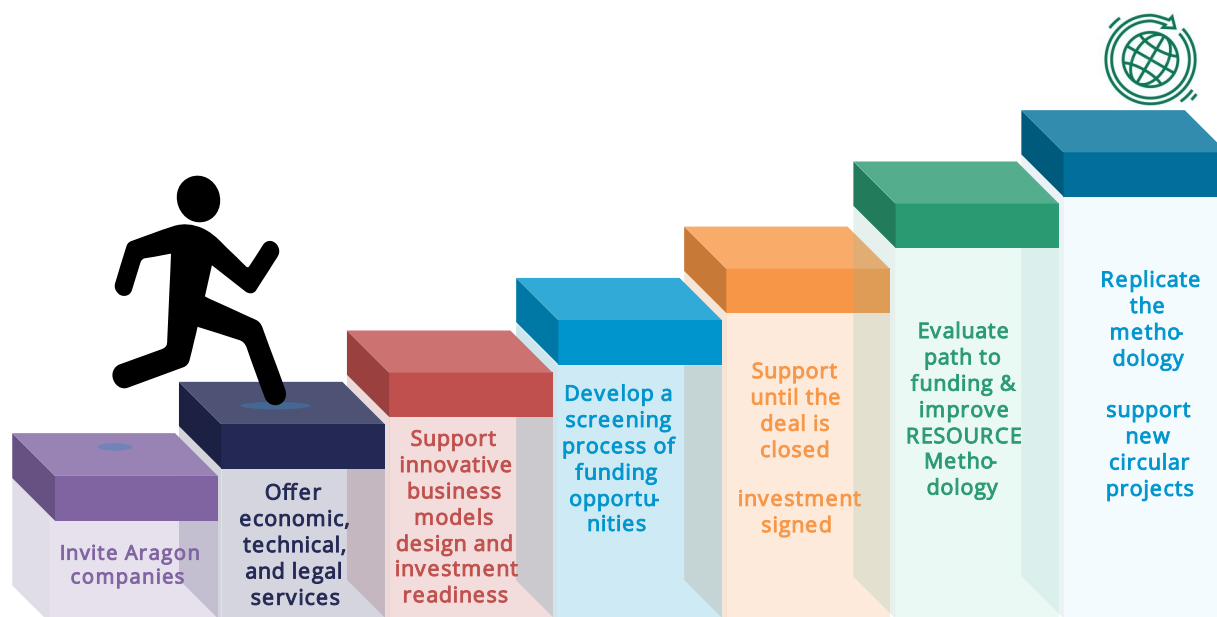 Invite Aragon
companies
Offer
economic,
technical,
and legal
services
Support
innovative
business
models
design and
investment
readiness
Develop a
screening
process of
funding
opportu-
nities
Support
until the
deal is
closed
investment
signed
Evaluate
path to
funding &
improve
RESOURCE
Metho-
dology
Replicate
the
metho-
dology
support
new
circular
projects